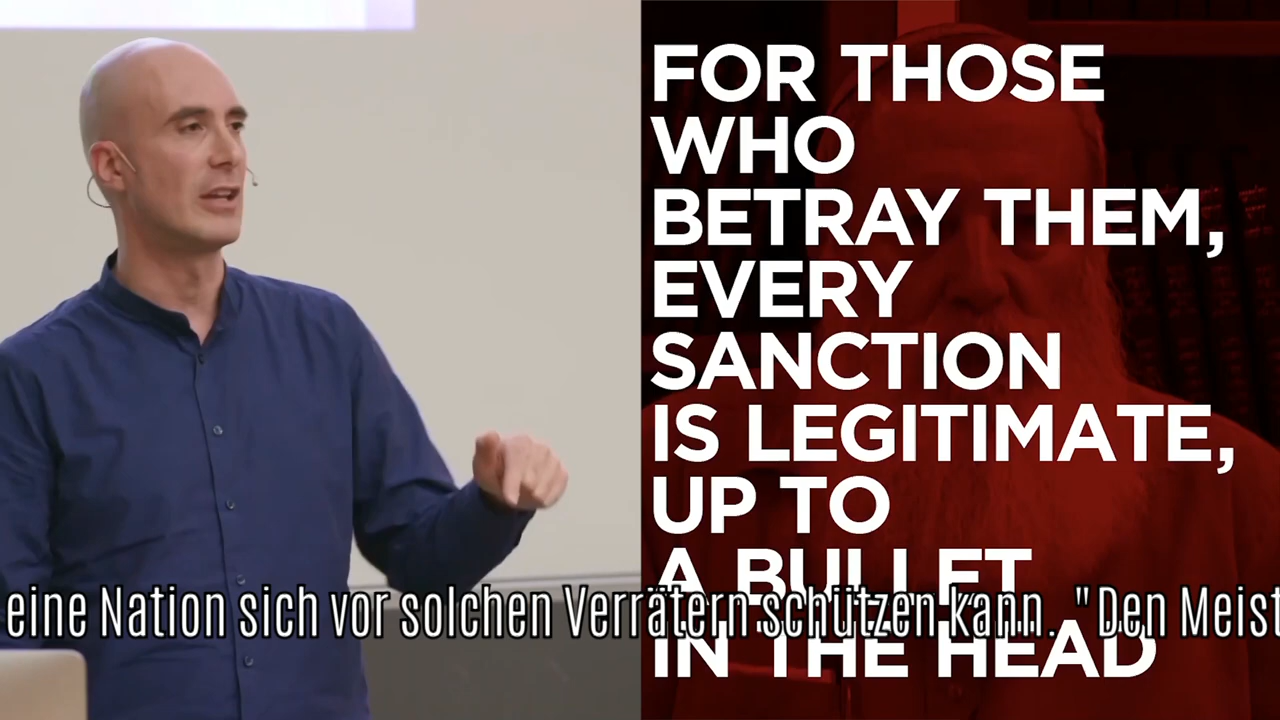 FOR THOSE
WHO
BETRAY THEM,
EVERY
SANCTION
IS LEGITIMATE,
UP TO
A BULLET
IN THE HEAD
eine Nation sich vor solchen Verrätern schützen kann. "Den Meist